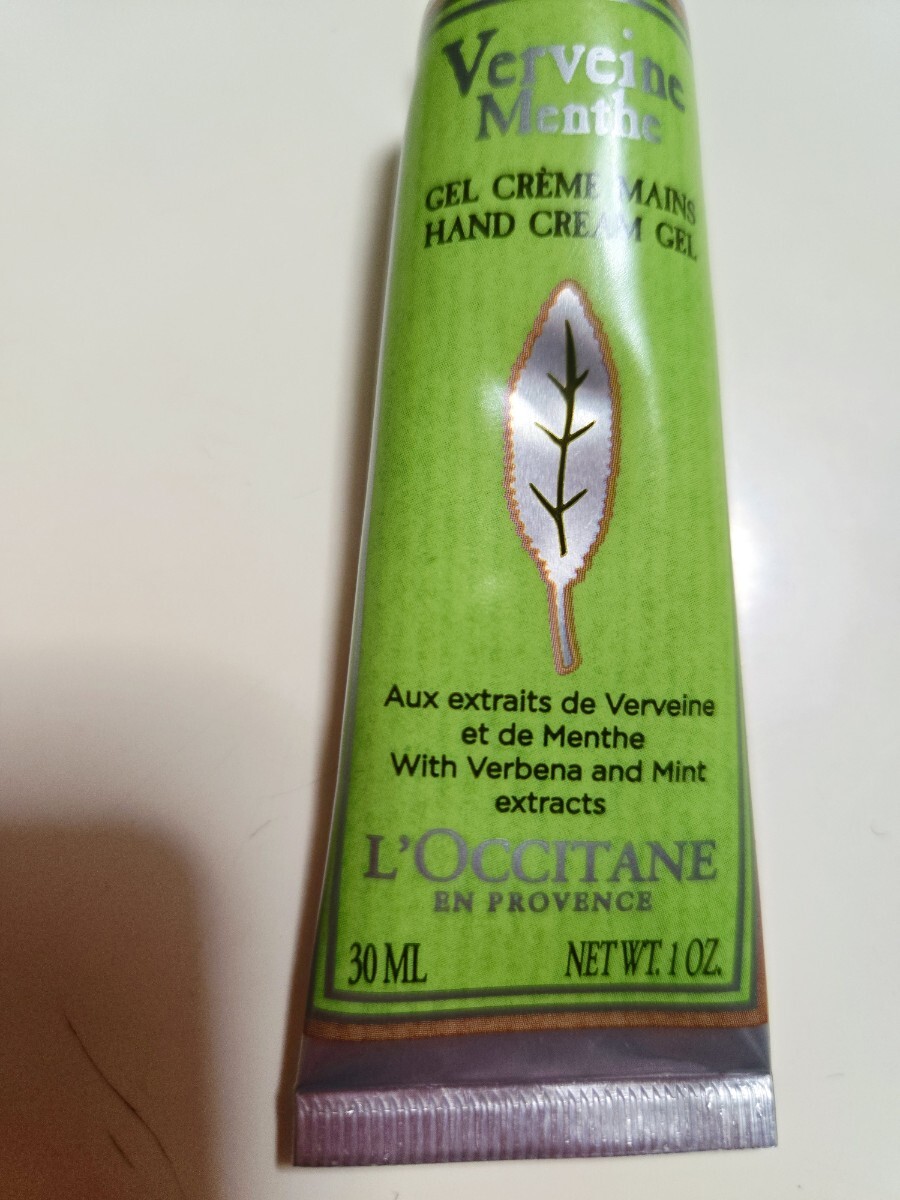 Verveine
Menthe
GEL CRÈME MAINS
HAND CREAM GEL
Aux extraits de Verveine
et de Menthe
With Verbena and Mint
extracts
L'OCCITANE
EN PROVENCE
30 ML NET WT. 1 OZ.